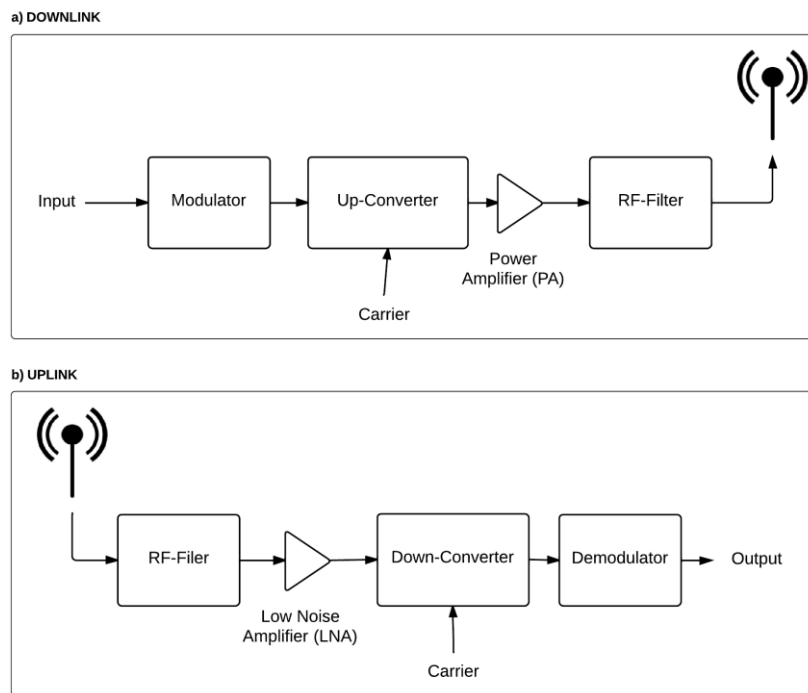 a) DOWNLINK
Input
Modulator
Up-Converter
RF-Filter
Power
Amplifier (PA)
Carrier
b) UPLINK
RF-Filer
Down-Converter
Demodulator
Output
Low Noise
Amplifier (LNA)
Carrier